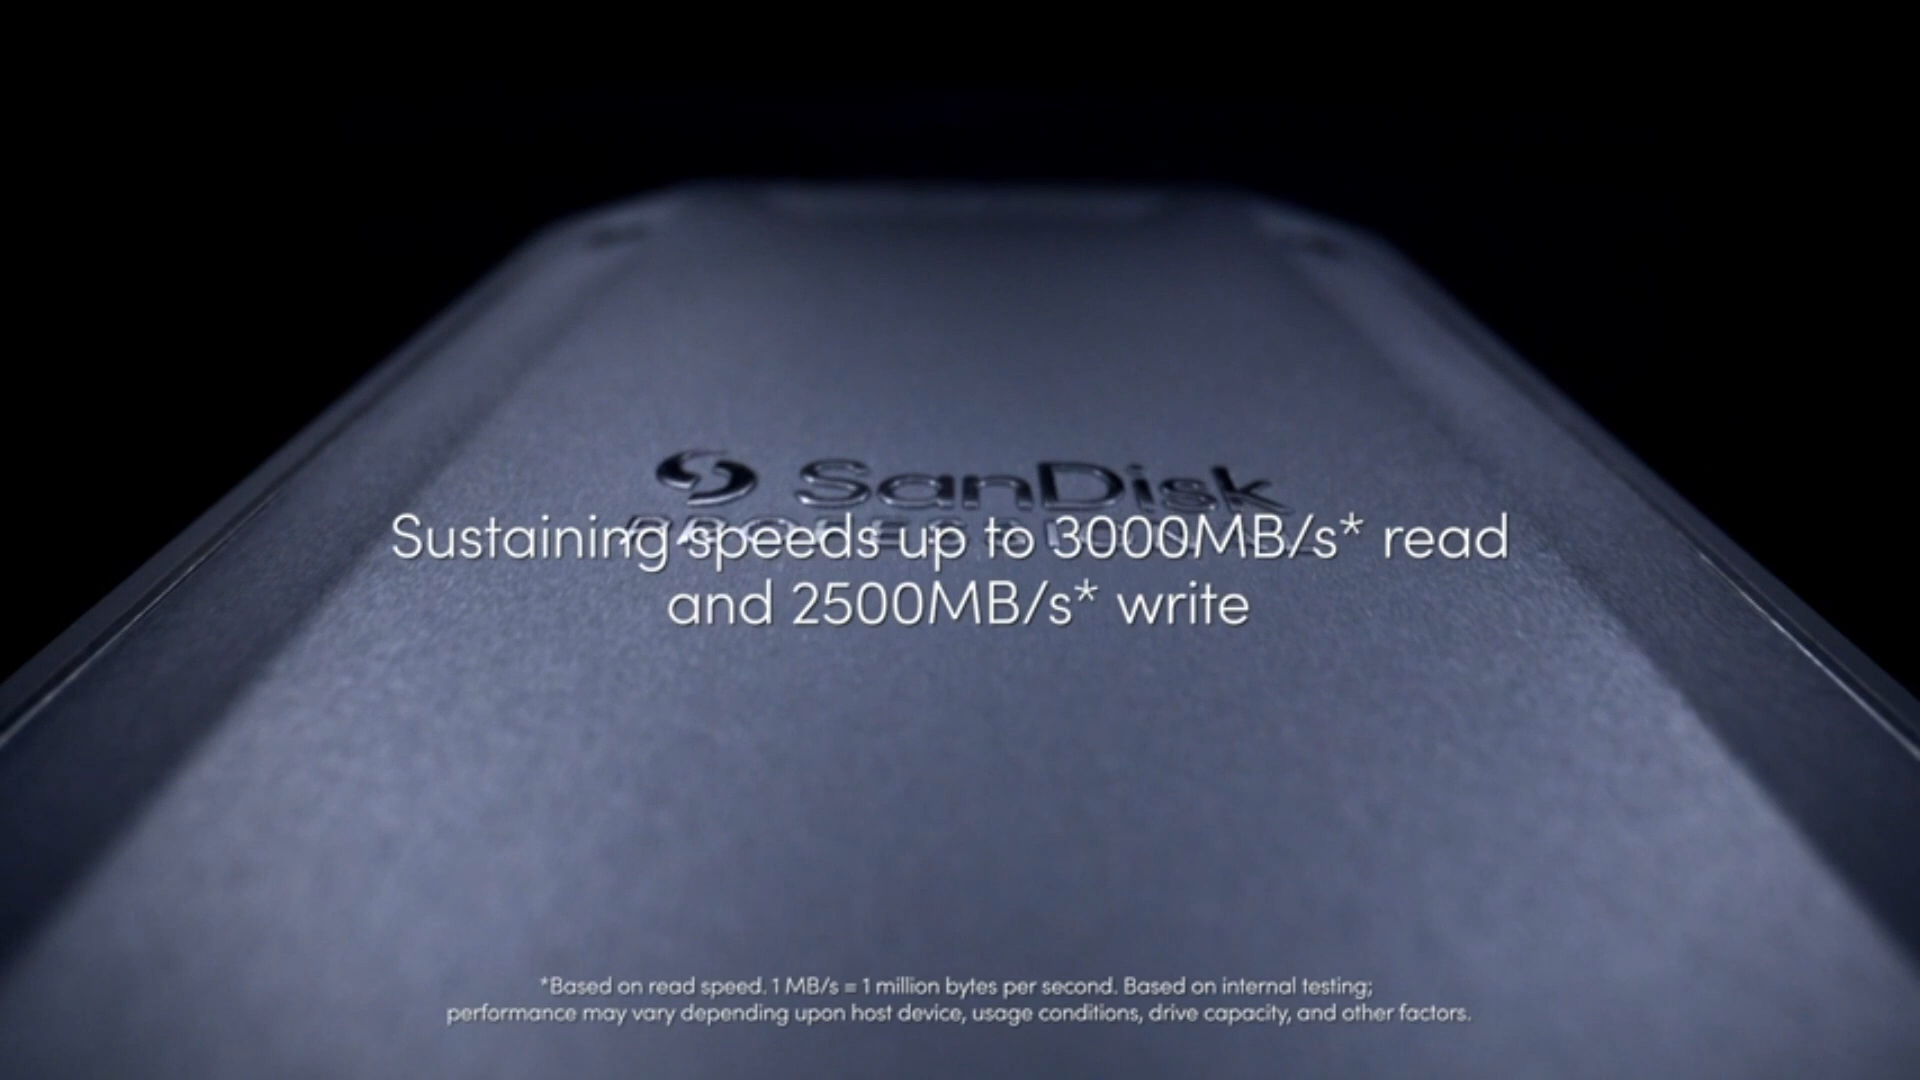 SanDisk
PROFESSIONAL
Sustaining speeds up to 3000MB/s* read
and 2500MB/s* write
*Based on read speed. 1 MB/s = 1 million bytes per second. Based on internal testing;
performance may vary depending upon host device, usage conditions, drive capacity, and other factors.